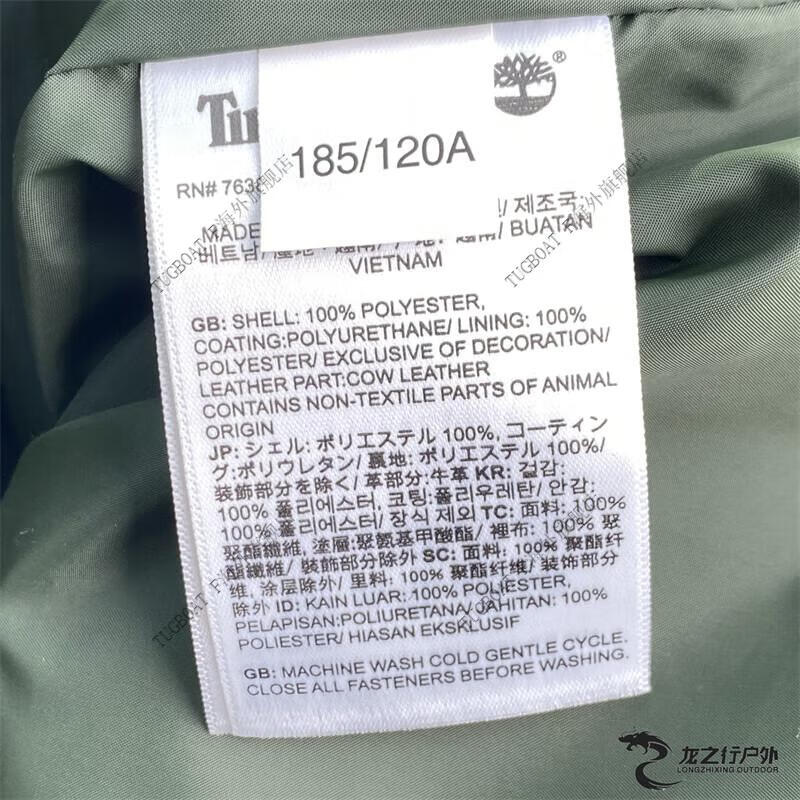 185/120A
RN# 763
MADE
/ 제조국:
베트남/ / BUATAN
VIETNAM
GB: SHELL: 100% POLYESTER,
COATING:POLYURETHANE/ LINING: 100%
POLYESTER/ EXCLUSIVE OF DECORATION/
LEATHER PART:COW LEATHER
CONTAINS NON-TEXTILE PARTS OF ANIMAL
ORIGIN
JP: シェル: ポリエステル 100%, コーティン
グ:ポリウレタン/ 裏地: ポリエステル 100%/
装飾部分を除く/ 革部分:牛革 KR: 겉감:
100% 폴리에스터, 코팅:폴리우레탄/ 안감:
100% 폴리에스터/ 장식 제외 TC: 面料: 100%
聚酯纖維, 塗層:聚氨基甲酸酯/ 裡布: 100% 聚
酯纖維/ 裝飾部分除外 SC: 面料: 100% 聚酯纤
维, 涂层除外/ 里料: 100% 聚酯纤维/ 装饰部分
除外 ID: KAIN LUAR: 100% POLIESTER,
PELAPISAN:POLIURETANA/ JAHITAN: 100%
POLIESTER/ HIASAN EKSKLUSIF
GB: MACHINE WASH COLD GENTLE CYCLE.
CLOSE ALL FASTENERS BEFORE WASHING.
龙之行户外
LONGZHIXING OUTDOOR